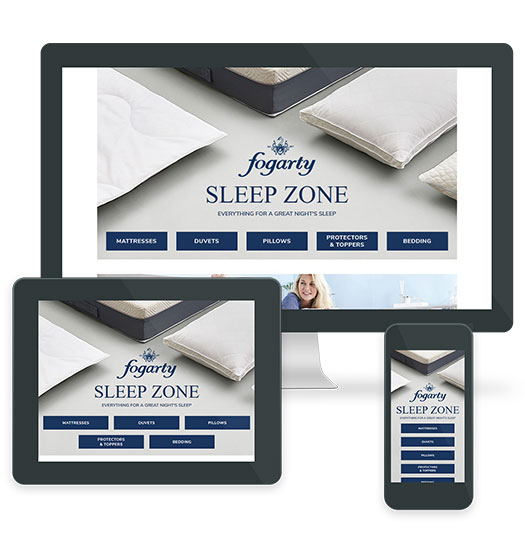 fogarty
SLEEP ZONE
EVERYTHING FOR A GREAT NIGHT'S SLEEP
MATTRESSES
DUVETS
PILLOWS
PROTECTORS
& TOPPERS
BEDDING
fogarty
SLEEP ZONE
EVERYTHING FOR A GREAT NIGHT'S SLEEP
MATTRESSES
DUVETS
PILLOWS
PROTECTORS
& TOPPERS
BEDDING
fogarty
SLEEP ZONE
EVERYTHING FOR A GREAT NIGHT'S SLEEP
MATTRESSES
PILLOWS
PROTECTORS
& TOPPERS